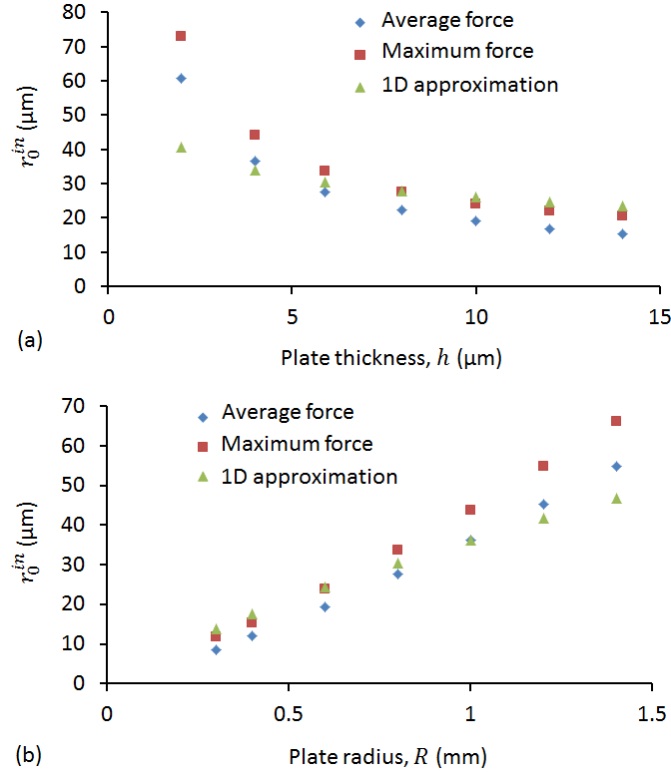 80
70
60
50
40
30
20
10
0
r₀ⁱⁿ (μm)
Average force
Maximum force
1D approximation
0 5 10 15
(a)
Plate thickness, h (μm)
70
60
50
40
30
20
10
0
r₀ⁱⁿ (μm)
Average force
Maximum force
1D approximation
0 0.5 1 1.5
(b)
Plate radius, R (mm)